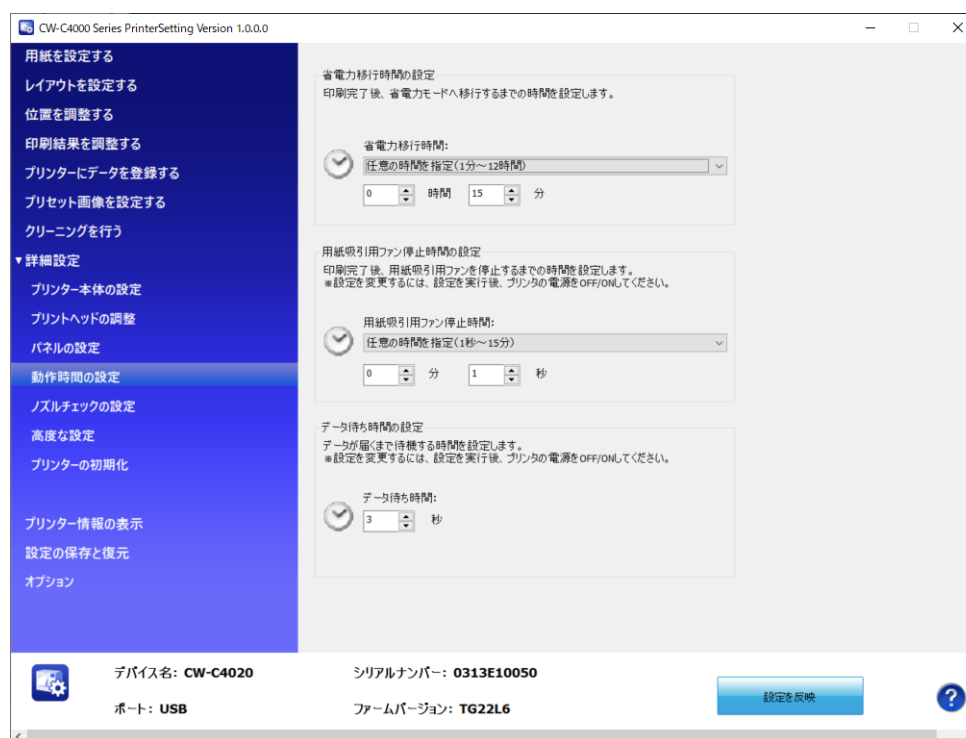 CW-C4000 Series PrinterSetting Version 1.0.0.0
用紙を設定する
レイアウトを設定する
位置を調整する
印刷結果を調整する
プリンターにデータを登録する
プリセット画像を設定する
クリーニングを行う
▼詳細設定
プリンター本体の設定
プリントヘッドの調整
パネルの設定
動作時間の設定
ノズルチェックの設定
高度な設定
プリンターの初期化
プリンター情報の表示
設定の保存と復元
オプション
省電力移行時間の設定
印刷完了後、省電力モードへ移行するまでの時間を設定します。
省電力移行時間:
任意の時間を指定(1分～12時間)
0 時間 15 分
用紙吸引用ファン停止時間の設定
印刷完了後、用紙吸引用ファンを停止するまでの時間を設定します。
※設定を変更するには、設定を実行後、プリンタの電源をOFF/ONしてください。
用紙吸引用ファン停止時間:
任意の時間を指定(1秒～15分)
0 分 1 秒
データ待ち時間の設定
データが届くまで待機する時間を設定します。
※設定を変更するには、設定を実行後、プリンタの電源をOFF/ONしてください。
データ待ち時間:
3 秒
デバイス名: CW-C4020 シリアルナンバー: 0313E10050
ポート: USB ファームバージョン: TG22L6
設定を反映
?